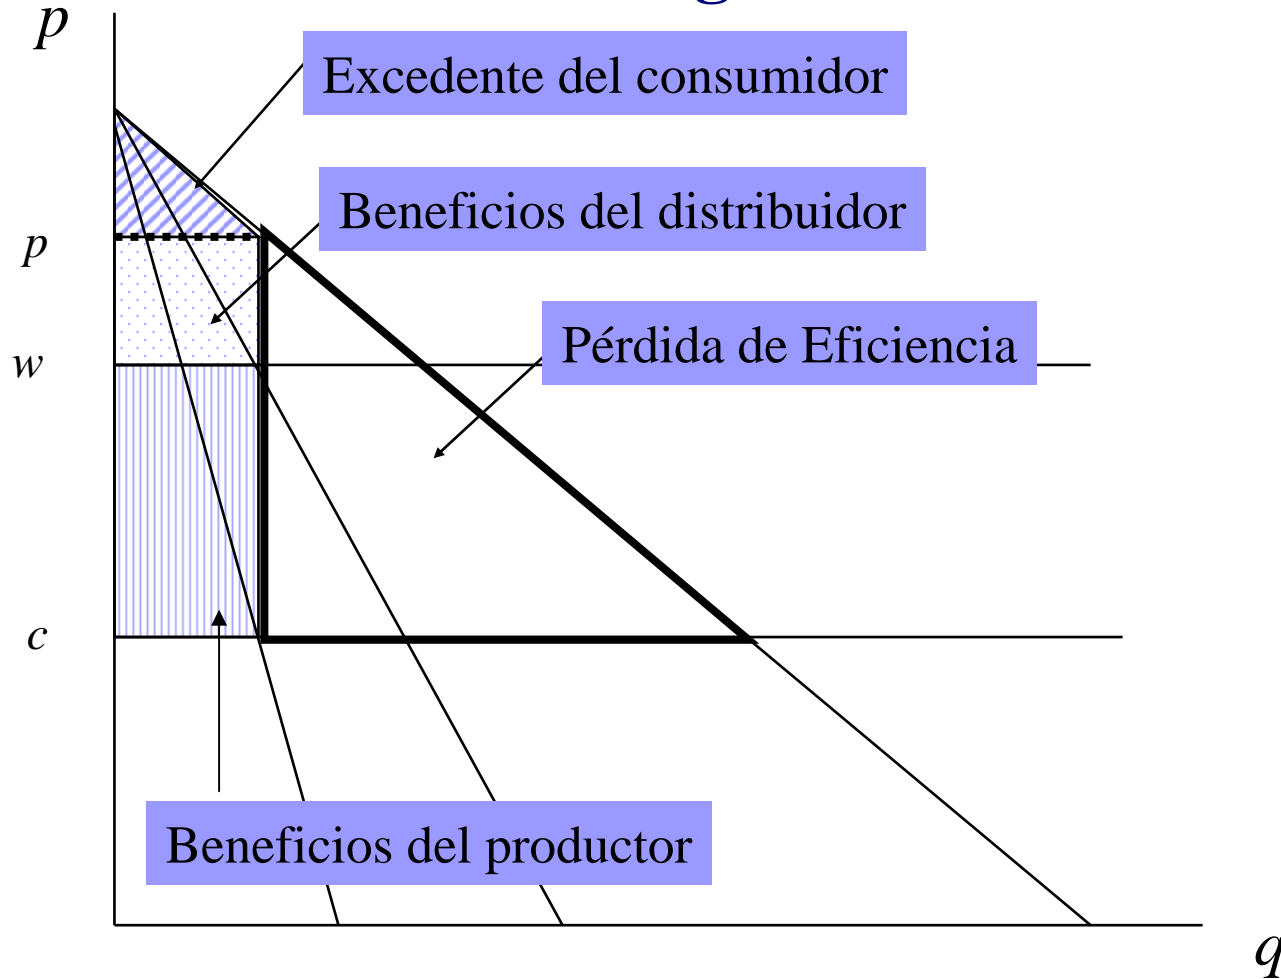 p
Excedente del consumidor
Beneficios del distribuidor
p
Pérdida de Eficiencia
w
c
Beneficios del productor
q